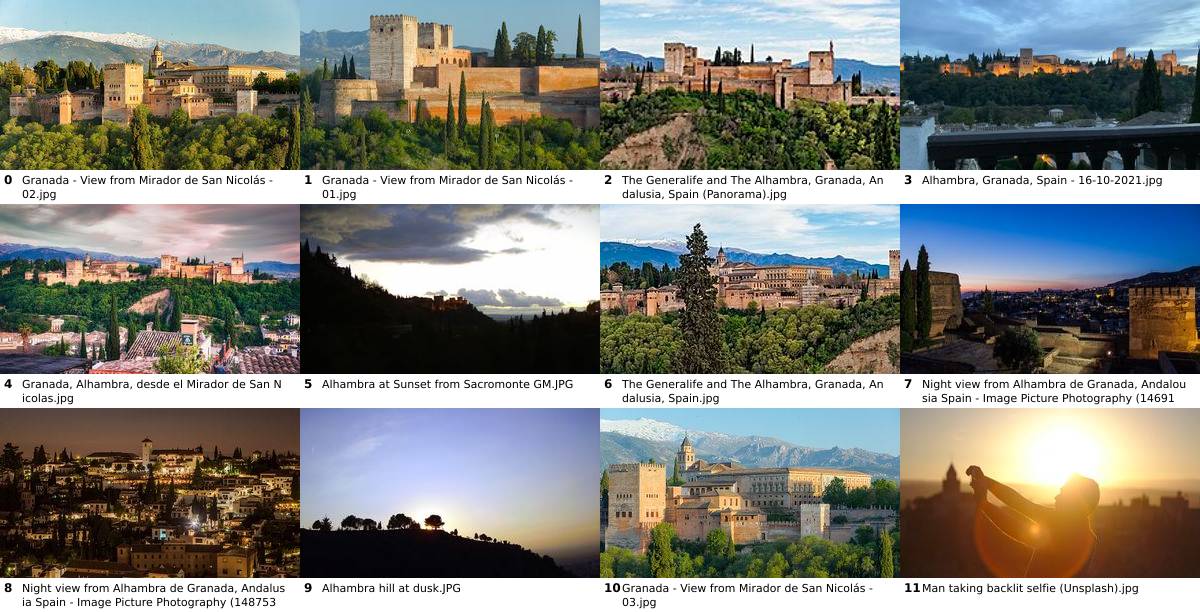 0 Granada - View from Mirador de San Nicolás -
02.jpg
1 Granada - View from Mirador de San Nicolás -
01.jpg
2 The Generalife and The Alhambra, Granada, An
dalusia, Spain (Panorama).jpg
3 Alhambra, Granada, Spain - 16-10-2021.jpg
4 Granada, Alhambra, desde el Mirador de San N
icolas.jpg
5 Alhambra at Sunset from Sacromonte GM.JPG
6 The Generalife and The Alhambra, Granada, An
dalusia, Spain.jpg
7 Night view from Alhambra de Granada, Andalou
sia Spain - Image Picture Photography (14691
8 Night view from Alhambra de Granada, Andalus
ia Spain - Image Picture Photography (148753
9 Alhambra hill at dusk.JPG
10 Granada - View from Mirador de San Nicolás -
03.jpg
11 Man taking backlit selfie (Unsplash).jpg